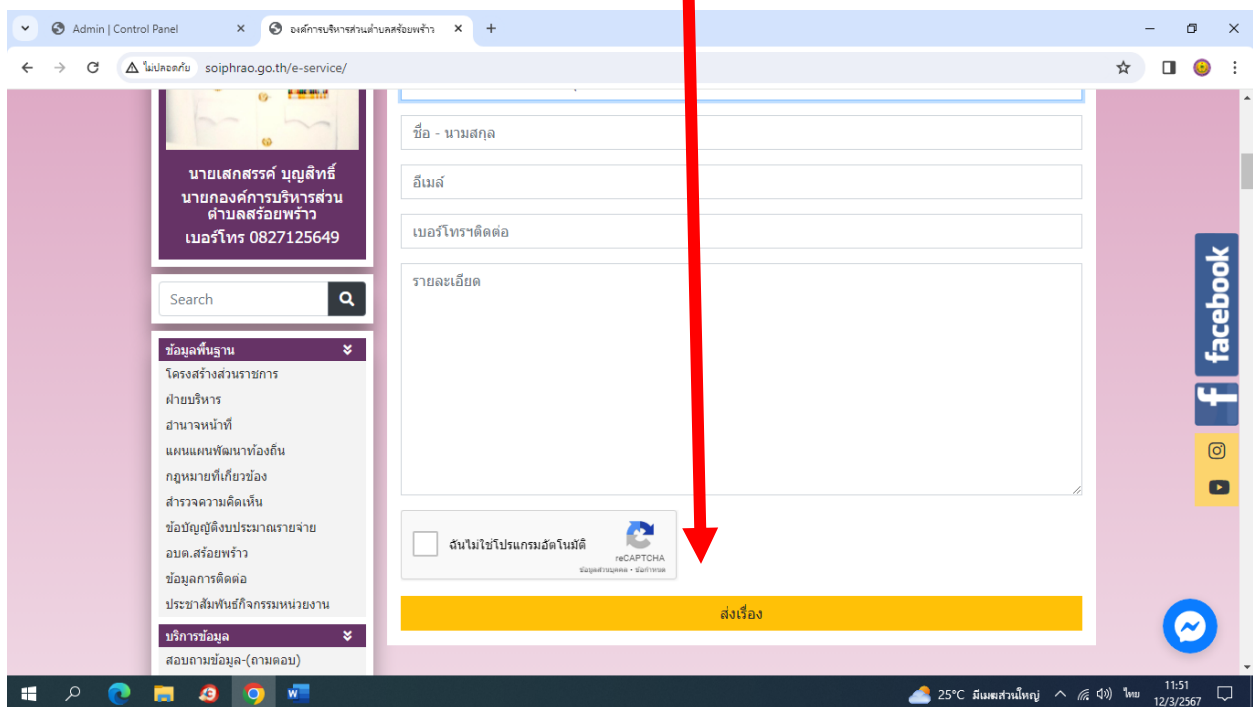 Admin | Control Panel
องค์การบริหารส่วนตำบลสร้อยพร้าว
ไม่ปลอดภัย
soiphrao.go.th/e-service/
นายเสกสรรค์ บุญสิทธิ์
นายกองค์การบริหารส่วน
ตำบลสร้อยพร้าว
เบอร์โทร 0827125649
Search
ข้อมูลพื้นฐาน
โครงสร้างส่วนราชการ
ฝ่ายบริหาร
อำนาจหน้าที่
แผนแผนพัฒนาท้องถิ่น
กฎหมายที่เกี่ยวข้อง
สำรวจความคิดเห็น
ข้อบัญญัติงบประมาณรายจ่าย
อบต.สร้อยพร้าว
ข้อมูลการติดต่อ
ประชาสัมพันธ์กิจกรรมหน่วยงาน
บริการข้อมูล
สอบถามข้อมูล-(ถามตอบ)
ชื่อ - นามสกุล
อีเมล์
เบอร์โทรฯติดต่อ
รายละเอียด
ฉันไม่ใช่โปรแกรมอัตโนมัติ
reCAPTCHA
ข้อมูลส่วนบุคคล - ข้อกำหนด
ส่งเรื่อง
facebook
25°C มีเมฆส่วนใหญ่
ไทย
11:51
12/3/2567